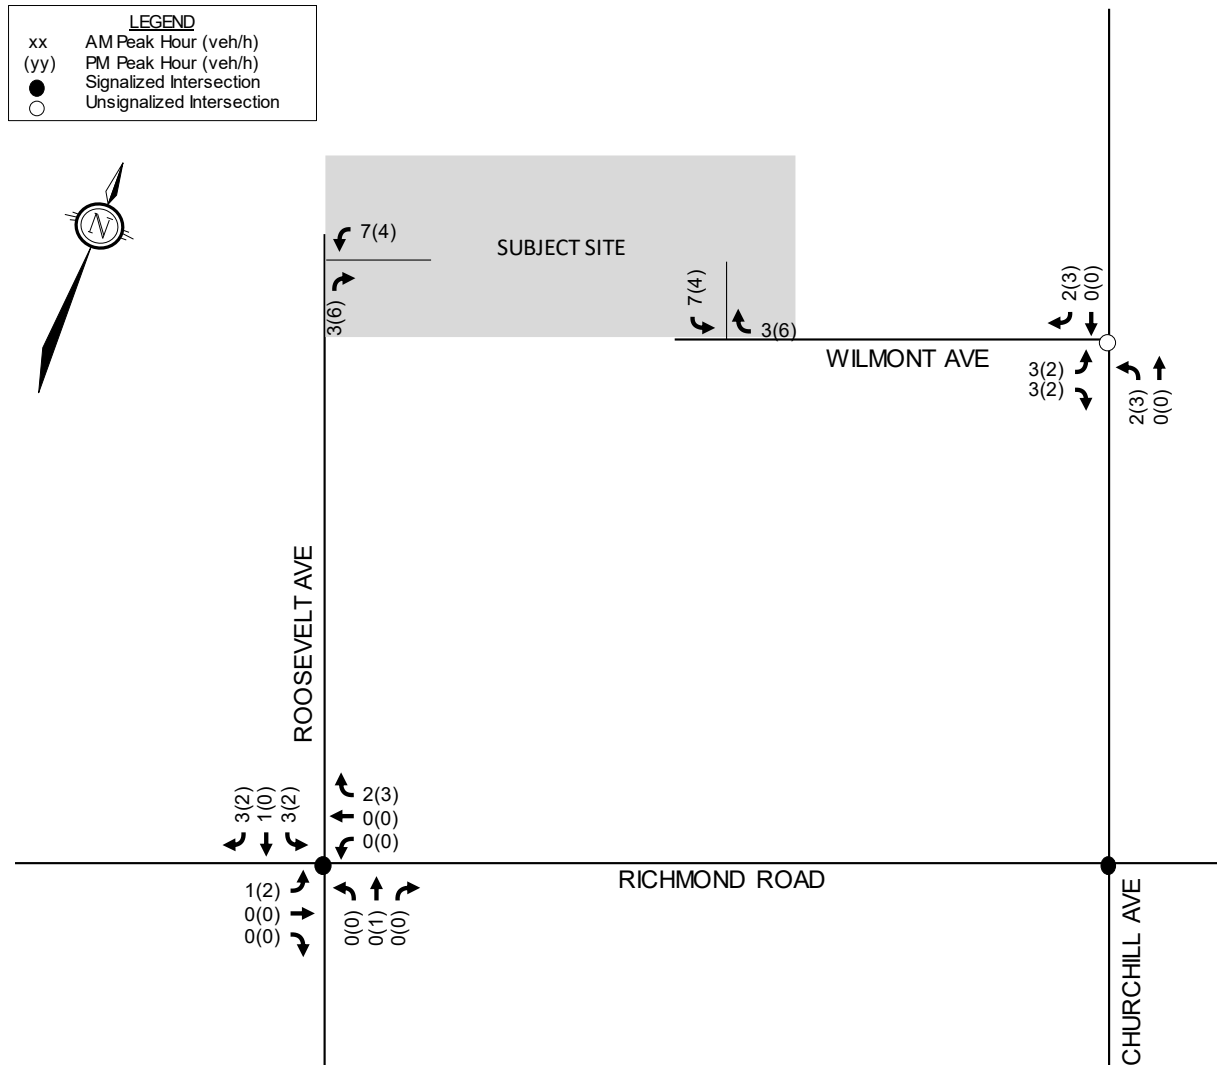 LEGEND
xx AM Peak Hour (veh/h)
(yy) PM Peak Hour (veh/h)
Signalized Intersection
Unsignalized Intersection
N
7(4)
3(6)
SUBJECT SITE
7(4)
3(6)
WILMONT AVE
2(3)
0(0)
3(2)
3(2)
2(3)
0(0)
ROOSEVELT AVE
3(2)
1(0)
3(2)
2(3)
0(0)
0(0)
1(2)
0(0)
0(0)
0(0)
0(1)
0(0)
RICHMOND ROAD
CHURCHILL AVE